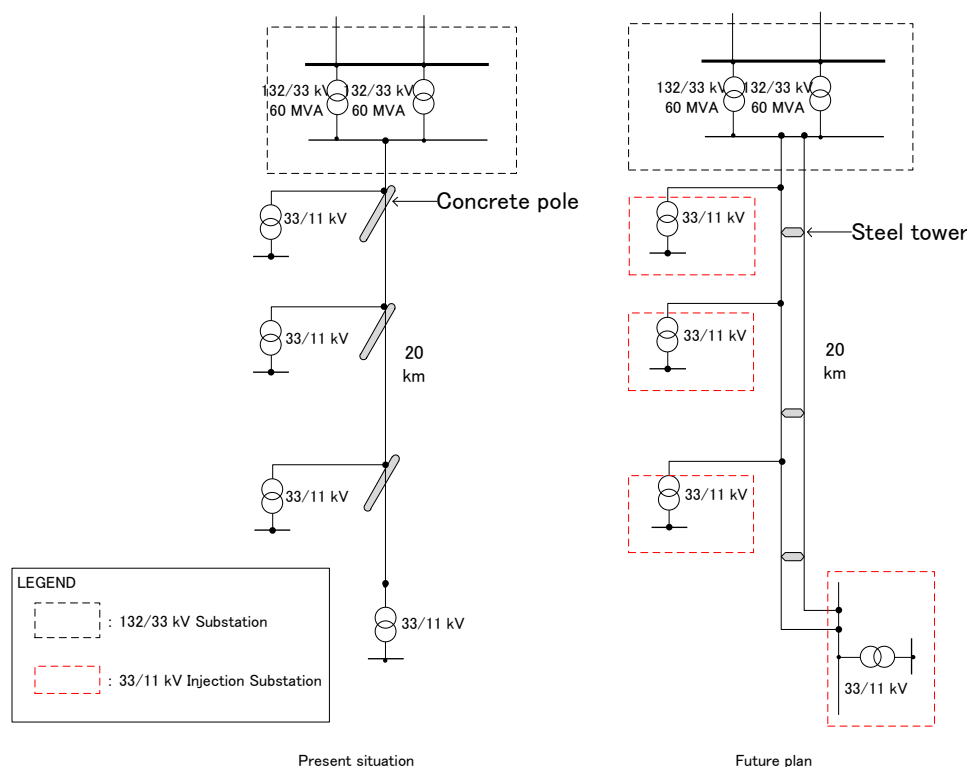 132/33 kV
60 MVA
132/33 kV
60 MVA
33/11 kV
Concrete pole
33/11 kV
20
km
33/11 kV
33/11 kV
LEGEND
: 132/33 kV Substation
: 33/11 kV Injection Substation
Present situation
132/33 kV
60 MVA
132/33 kV
60 MVA
33/11 kV
Steel tower
33/11 kV
20
km
33/11 kV
33/11 kV
Future plan